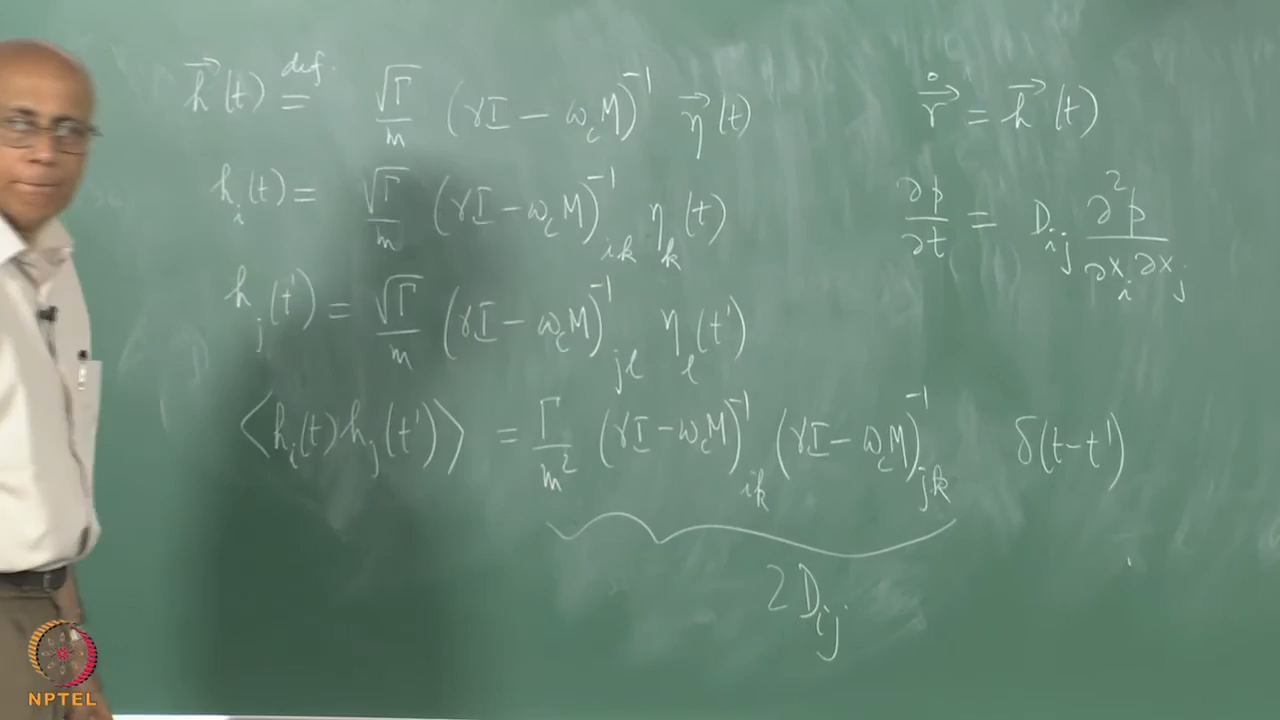 h⃗(t) def. = √Γ/m (γI − ω_c M)^{-1} η⃗(t)
h_i(t) = √Γ/m (γI − ω_c M)^{-1}_{ik} η_k(t)
h_j(t') = √Γ/m (γI − ω_c M)^{-1}_{jl} η_l(t')
⟨h_i(t) h_j(t')⟩ = Γ/m² (γI − ω_c M)^{-1}_{ik} (γI − ω_c M)^{-1}_{jk} δ(t−t')
2D_{ij}
ṙ⃗ = h⃗(t)
∂p/∂t = D_{ij} ∂²p/∂x_i∂x_j
NPTEL